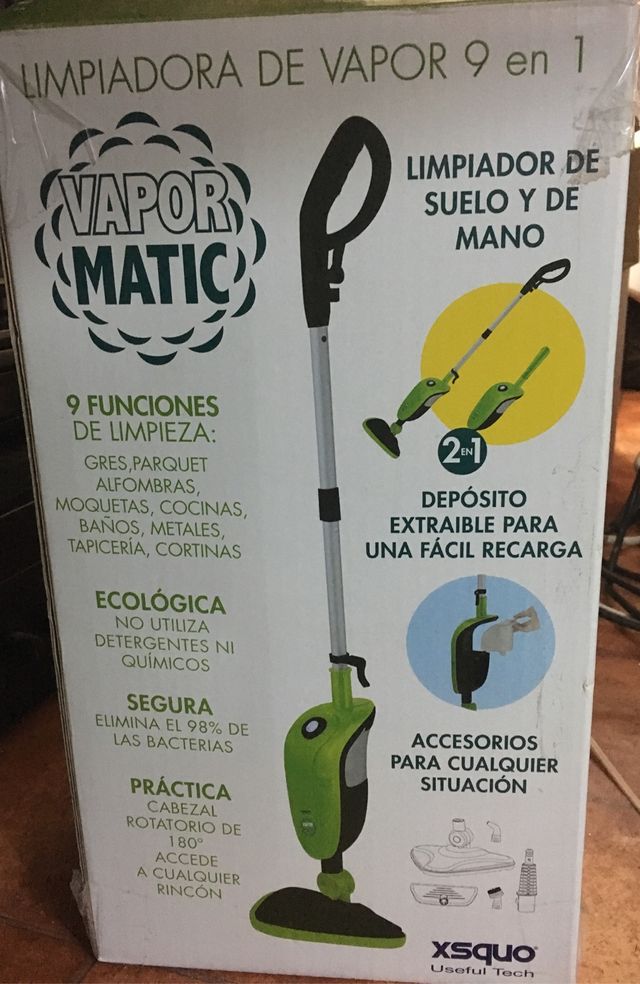 LIMPIADORA DE VAPOR 9 en 1
VAPOR
MATIC
LIMPIADOR DE
SUELO Y DE
MANO
9 FUNCIONES
DE LIMPIEZA:
GRES,PARQUET
ALFOMBRAS,
MOQUETAS, COCINAS,
BAÑOS, METALES,
TAPICERÍA, CORTINAS
2 EN 1
DEPÓSITO
EXTRAIBLE PARA
UNA FÁCIL RECARGA
ECOLÓGICA
NO UTILIZA
DETERGENTES NI
QUÍMICOS
SEGURA
ELIMINA EL 98% DE
LAS BACTERIAS
PRÁCTICA
CABEZAL
ROTATORIO DE
180º
ACCEDE
A CUALQUIER
RINCÓN
ACCESORIOS
PARA CUALQUIER
SITUACIÓN
xsquo
Useful Tech